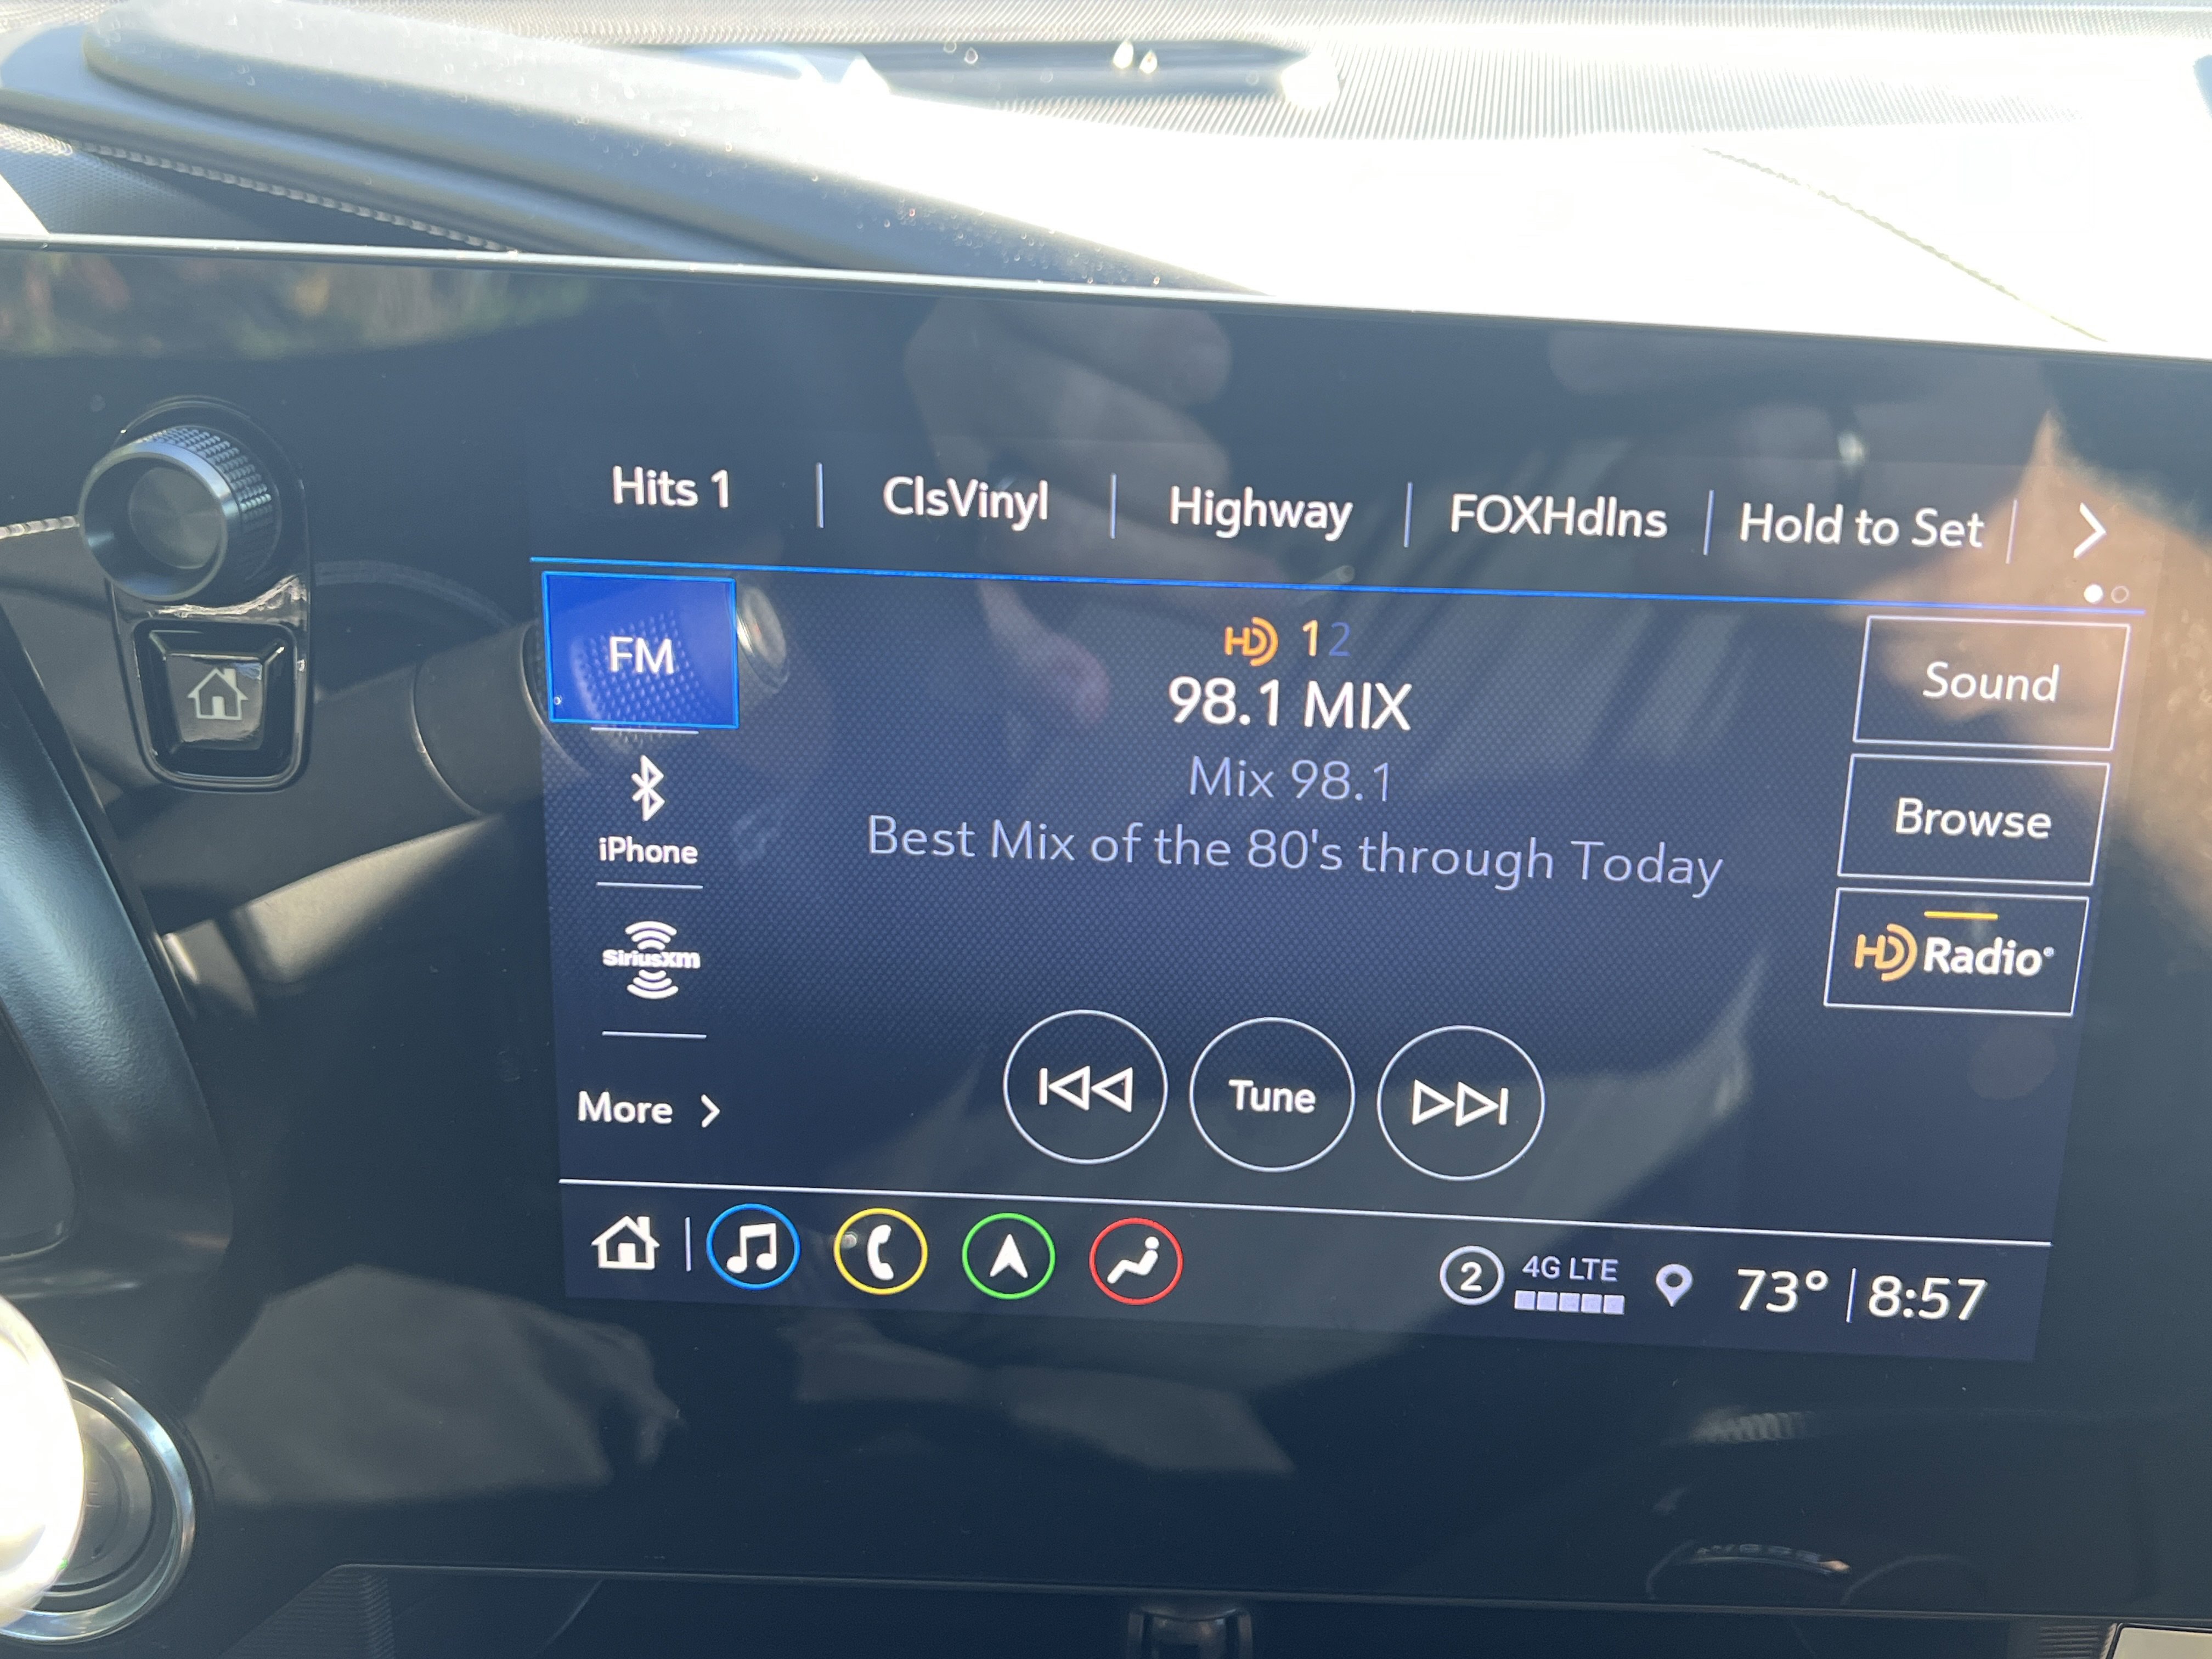 Hits 1 | ClsVinyl | Highway | FOXHdlns | Hold to Set
FM
HD 1 2
98.1 MIX
Mix 98.1
Best Mix of the 80's through Today
Sound
Browse
HD Radio®
iPhone
SiriusXM
More
Tune
2 4G LTE 73° | 8:57